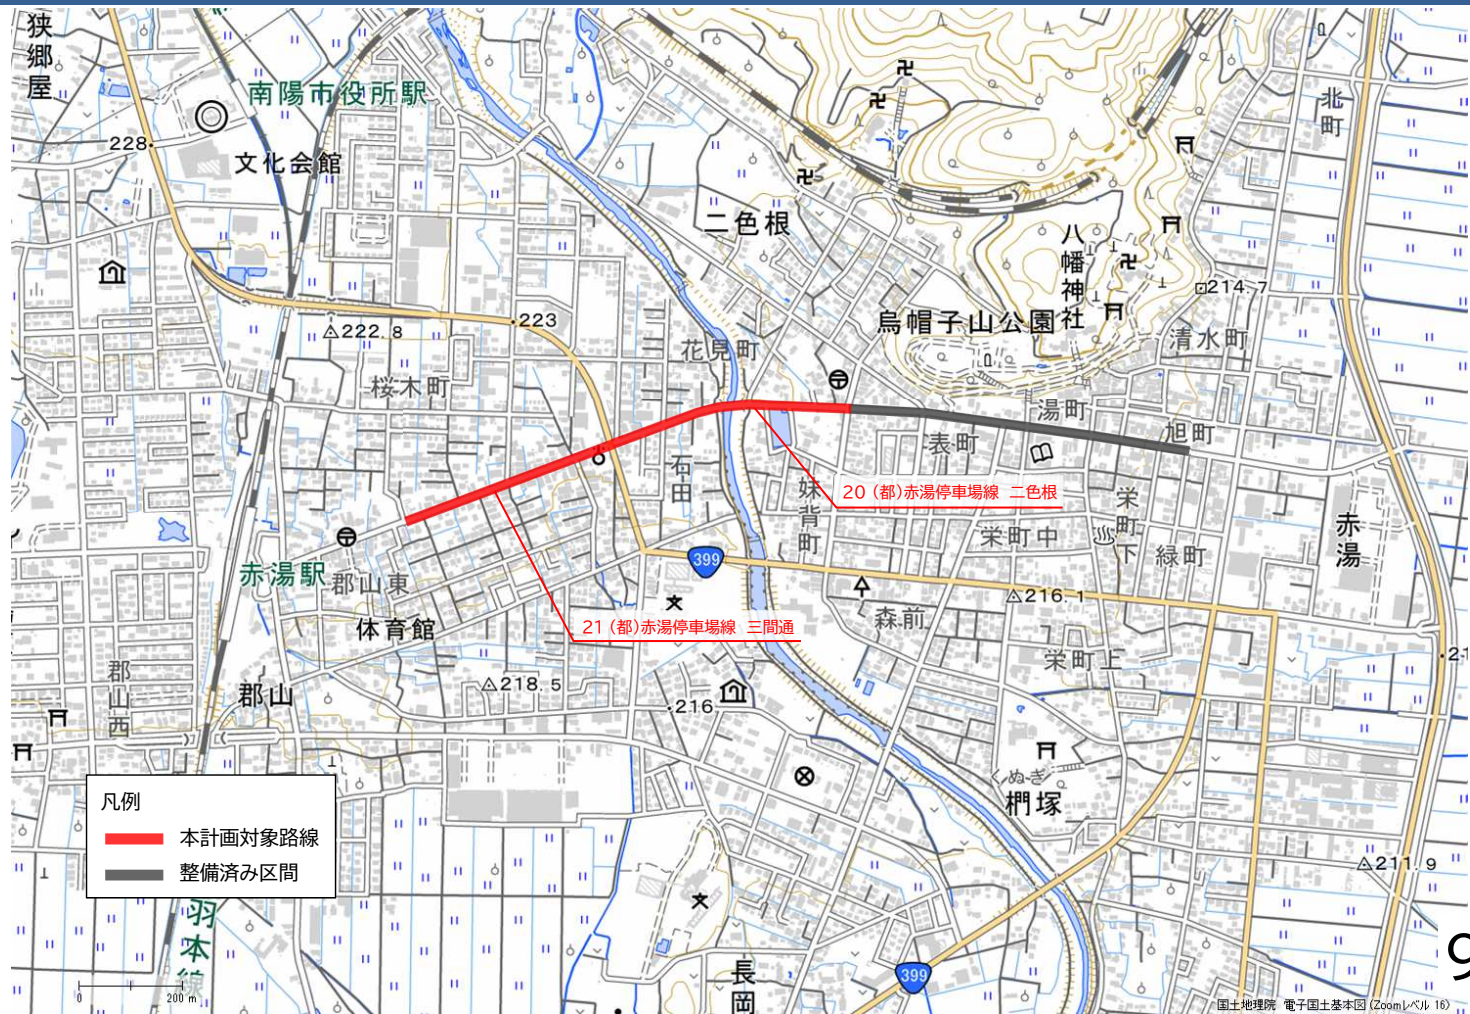 狭郷屋
南陽市役所駅
228
文化会館
北町
二色根
八幡神社
214.7
222.8
223
烏帽子山公園
清水町
花見町
桜木町
湯町
旭町
表町
石田
妹背町
20 (都)赤湯停車場線 二色根
栄町下
栄町中
緑町
赤湯
399
赤湯駅
郡山東
216.1
森前
21 (都)赤湯停車場線 三間通
体育館
栄町上
郡山西
郡山
218.5
216
21
くぬぎ
椚塚
凡例
本計画対象路線
整備済み区間
211.9
羽本線
長岡
399
9
0
200 m
国土地理院 電子国土基本図 (Zoomレベル 16)